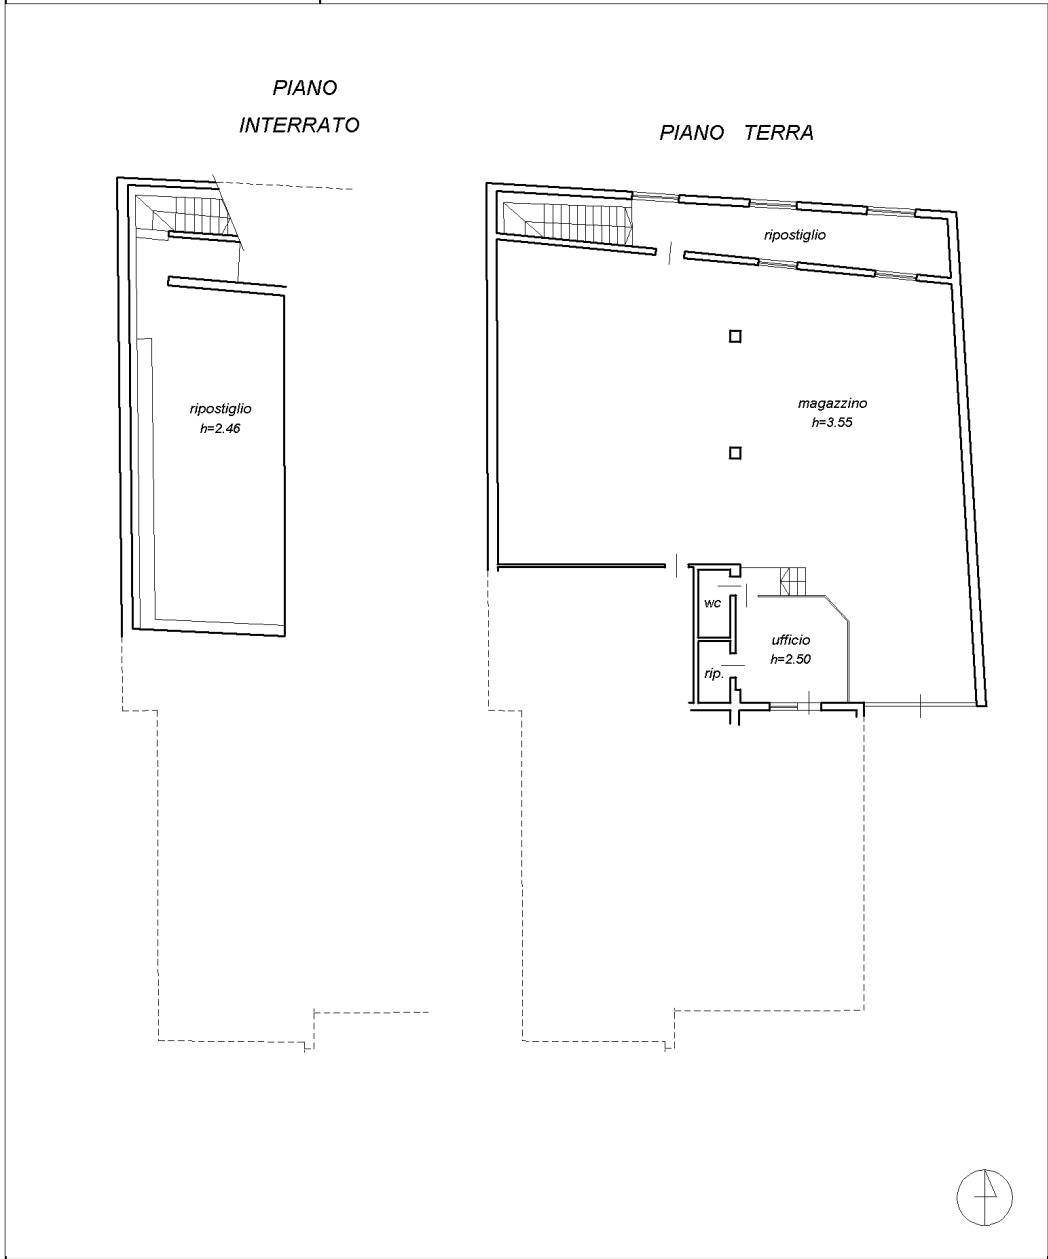 PIANO
INTERRATO
PIANO TERRA
ripostiglio
ripostiglio
h=2.46
magazzino
h=3.55
wc
ufficio
h=2.50
rip.